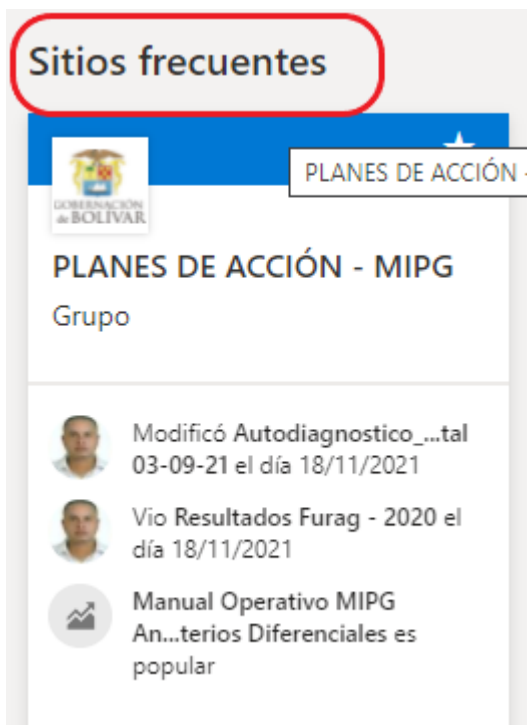 Sitios frecuentes
PLANES DE ACCIÓN -
GOBERNACIÓN
de BOLÍVAR
PLANES DE ACCIÓN - MIPG
Grupo
Modificó Autodiagnostico_...tal
03-09-21 el día 18/11/2021
Vio Resultados Furag - 2020 el
día 18/11/2021
Manual Operativo MIPG
An...terios Diferenciales es
popular